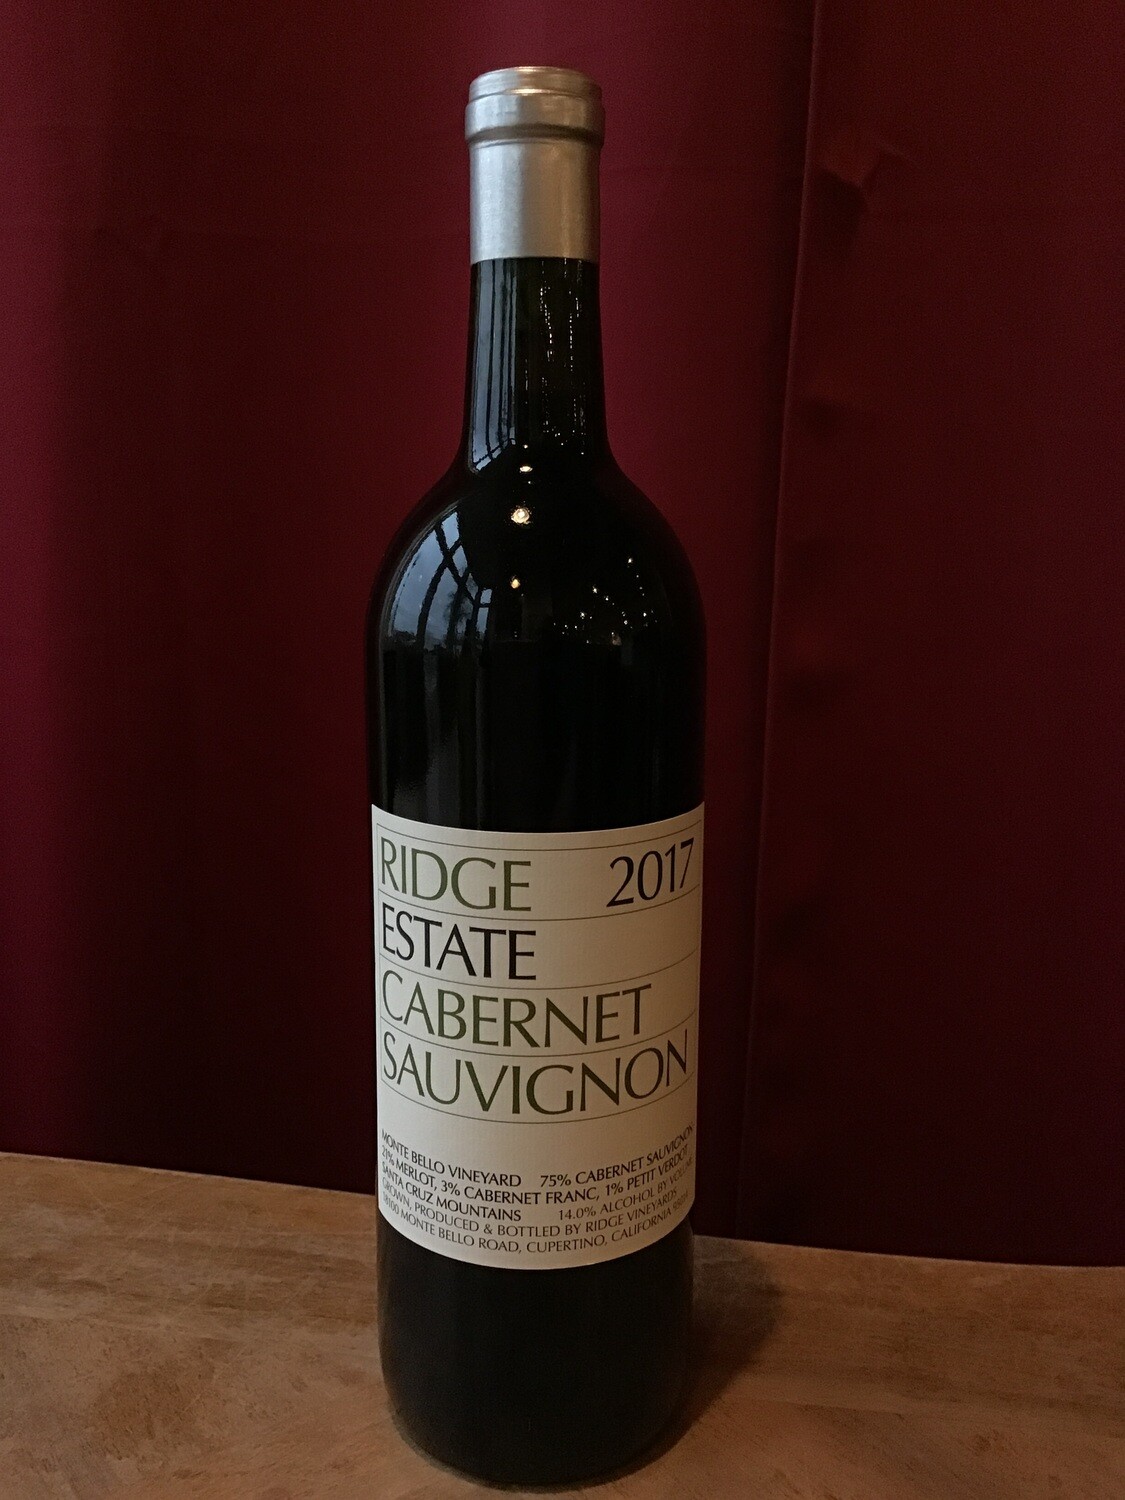 RIDGE 2017
ESTATE
CABERNET
SAUVIGNON
MONTE BELLO VINEYARD 75% CABERNET SAUVIGNON
21% MERLOT, 3% CABERNET FRANC, 1% PETIT VERDOT
SANTA CRUZ MOUNTAINS 14.0% ALCOHOL BY VOLUME
GROWN, PRODUCED & BOTTLED BY RIDGE VINEYARDS
MONTE BELLO ROAD, CUPERTINO, CALIFORNIA